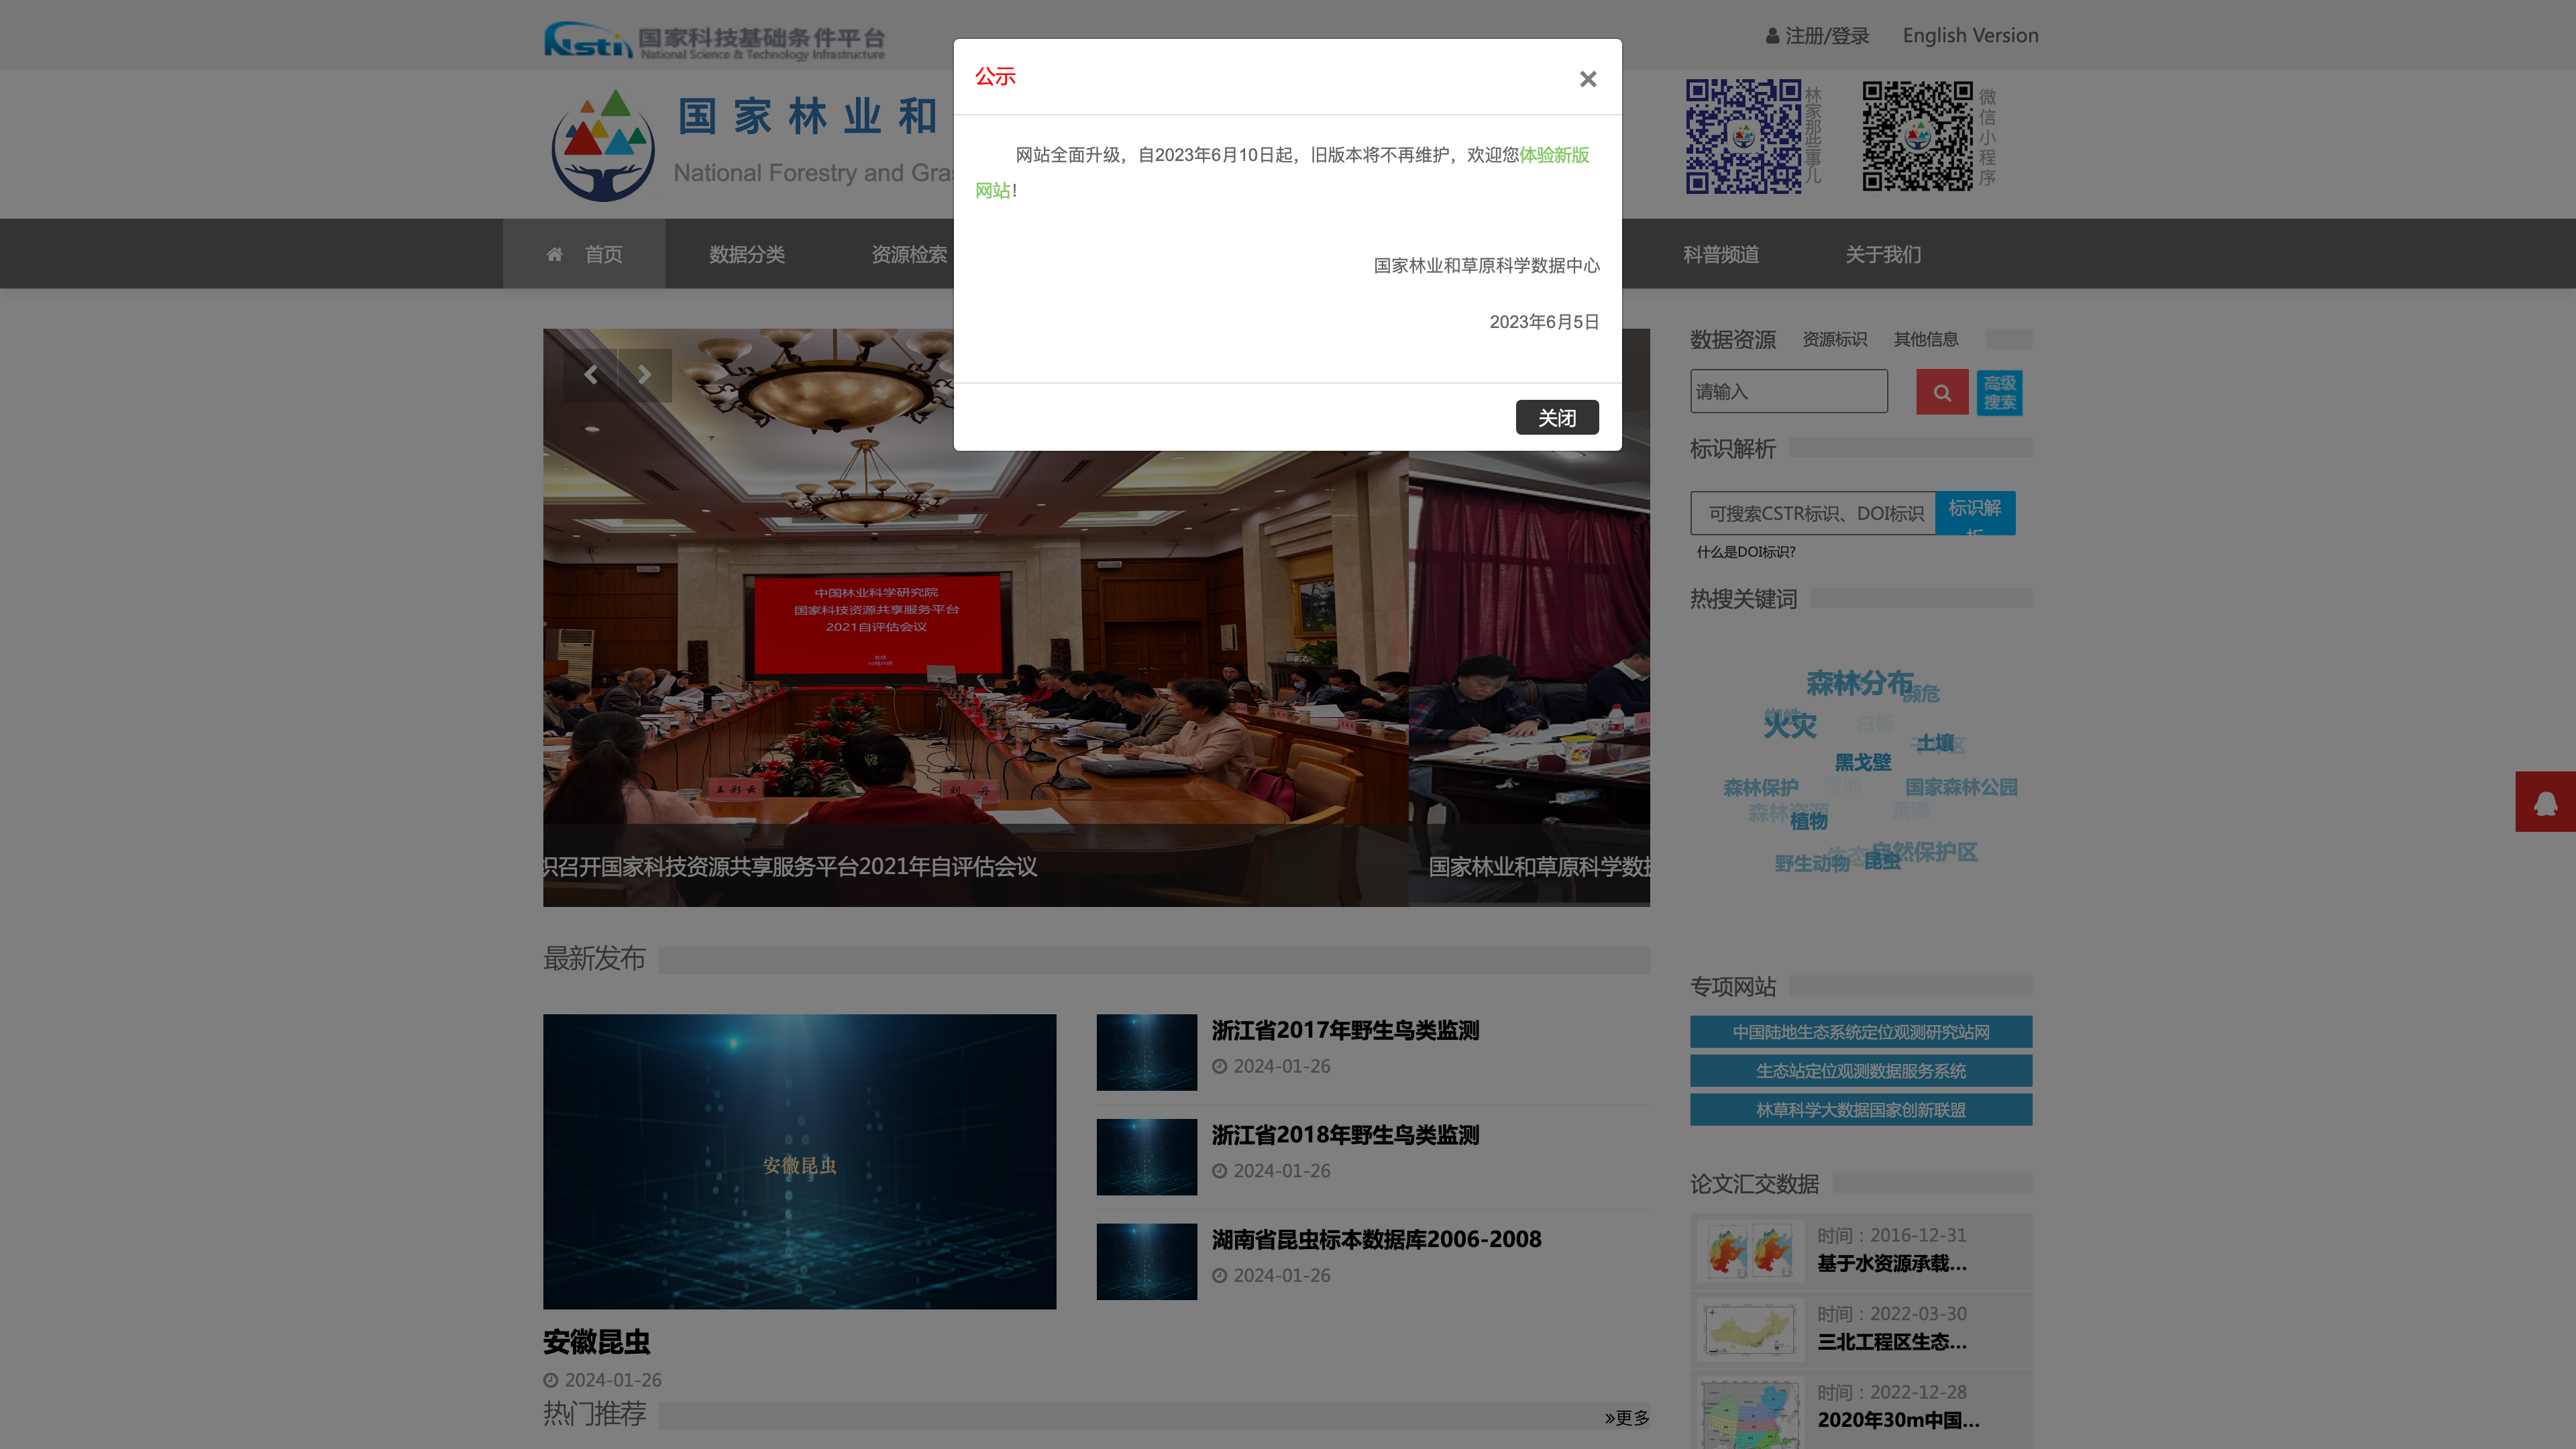 Nsti 国家科技基础条件平台
National Science & Technology Infrastructure
注册/登录 English Version
国家林业和
National Forestry and Gra
林家那些事儿
微信小程序
首页 数据分类 资源检索 科普频道 关于我们
公示 ×
网站全面升级，自2023年6月10日起，旧版本将不再维护，欢迎您体验新版
网站！
国家林业和草原科学数据中心
2023年6月5日
关闭
中国林业科学研究院
国家科技资源共享服务平台
2021自评估会议
王彩云
刘 丹
织召开国家科技资源共享服务平台2021年自评估会议
国家林业和草原科学数据
数据资源 资源标识 其他信息
请输入
高级
搜索
标识解析
可搜索CSTR标识、DOI标识 标识解
析
什么是DOI标识?
热搜关键词
森林分布
濒危
火灾
土壤
黑戈壁
森林保护
国家森林公园
森林资源
荒漠
植物
自然保护区
野生动物
昆虫
最新发布
安徽昆虫
安徽昆虫
2024-01-26
浙江省2017年野生鸟类监测
2024-01-26
浙江省2018年野生鸟类监测
2024-01-26
湖南省昆虫标本数据库2006-2008
2024-01-26
热门推荐 »更多
专项网站
中国陆地生态系统定位观测研究站网
生态站定位观测数据服务系统
林草科学大数据国家创新联盟
论文汇交数据
时间：2016-12-31
基于水资源承载...
时间：2022-03-30
三北工程区生态...
时间：2022-12-28
2020年30m中国...